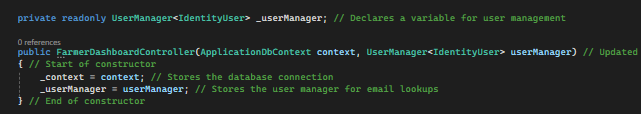 private readonly UserManager<IdentityUser> _userManager; // Declares a variable for user management
0 references
public FarmerDashboardController(ApplicationDbContext context, UserManager<IdentityUser> userManager) // Updated
{ // Start of constructor
_context = context; // Stores the database connection
_userManager = userManager; // Stores the user manager for email lookups
} // End of constructor